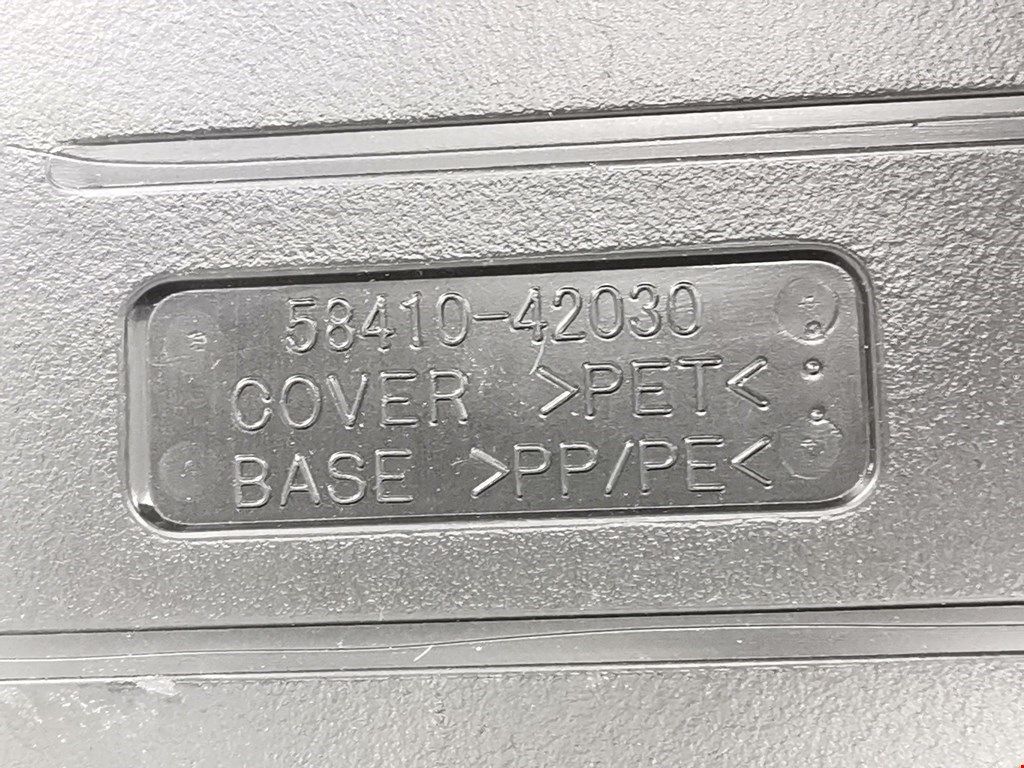 58410-42030
COVER >PET<
BASE >PP/PE<